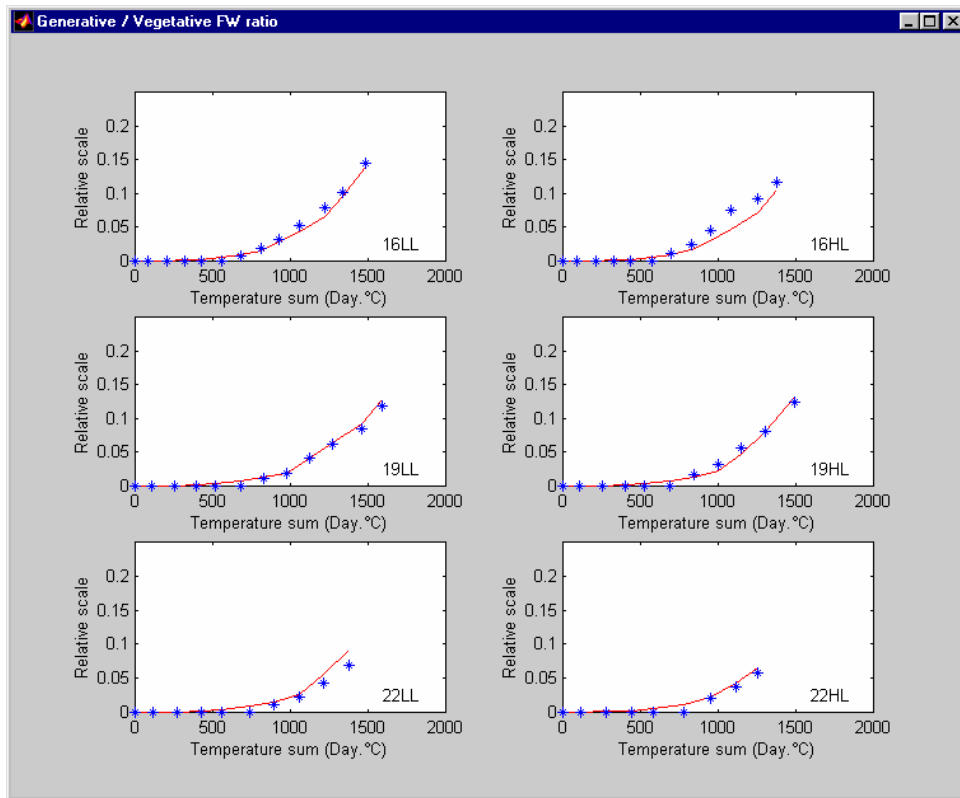 Generative / Vegetative FW ratio
Relative scale
0.2
0.15
0.1
0.05
0
16LL
0 500 1000 1500 2000
Temperature sum (Day.°C)
Relative scale
0.2
0.15
0.1
0.05
0
16HL
0 500 1000 1500 2000
Temperature sum (Day.°C)
Relative scale
0.2
0.15
0.1
0.05
0
19LL
0 500 1000 1500 2000
Temperature sum (Day.°C)
Relative scale
0.2
0.15
0.1
0.05
0
19HL
0 500 1000 1500 2000
Temperature sum (Day.°C)
Relative scale
0.2
0.15
0.1
0.05
0
22LL
0 500 1000 1500 2000
Temperature sum (Day.°C)
Relative scale
0.2
0.15
0.1
0.05
0
22HL
0 500 1000 1500 2000
Temperature sum (Day.°C)